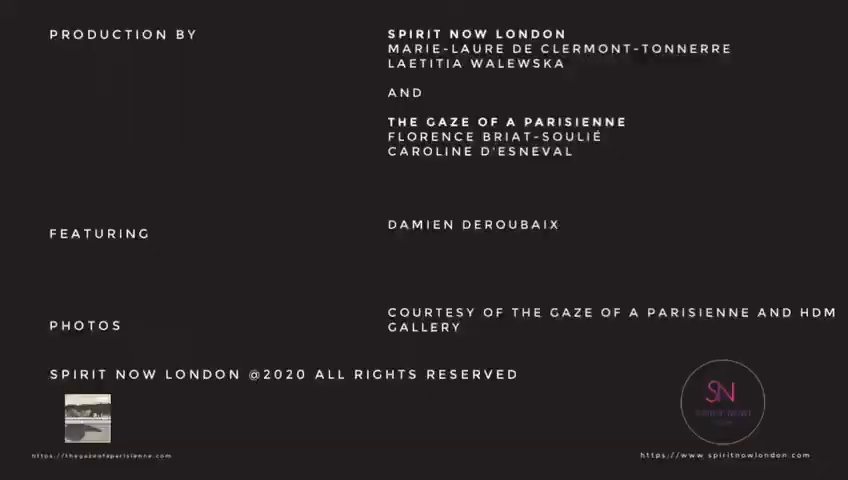 PRODUCTION BY
SPIRIT NOW LONDON
MARIE-LAURE DE CLERMONT-TONNERRE
LAETITIA WALEWSKA
AND
THE GAZE OF A PARISIENNE
FLORENCE BRIAT-SOULIÉ
CAROLINE D'ESNEVAL
FEATURING
DAMIEN DEROUBAIX
PHOTOS
COURTESY OF THE GAZE OF A PARISIENNE AND HDM
GALLERY
SPIRIT NOW LONDON @2020 ALL RIGHTS RESERVED
SN
SPIRIT NOW
https://thegazeofaparisienne.com
https://www.spiritnowlondon.com